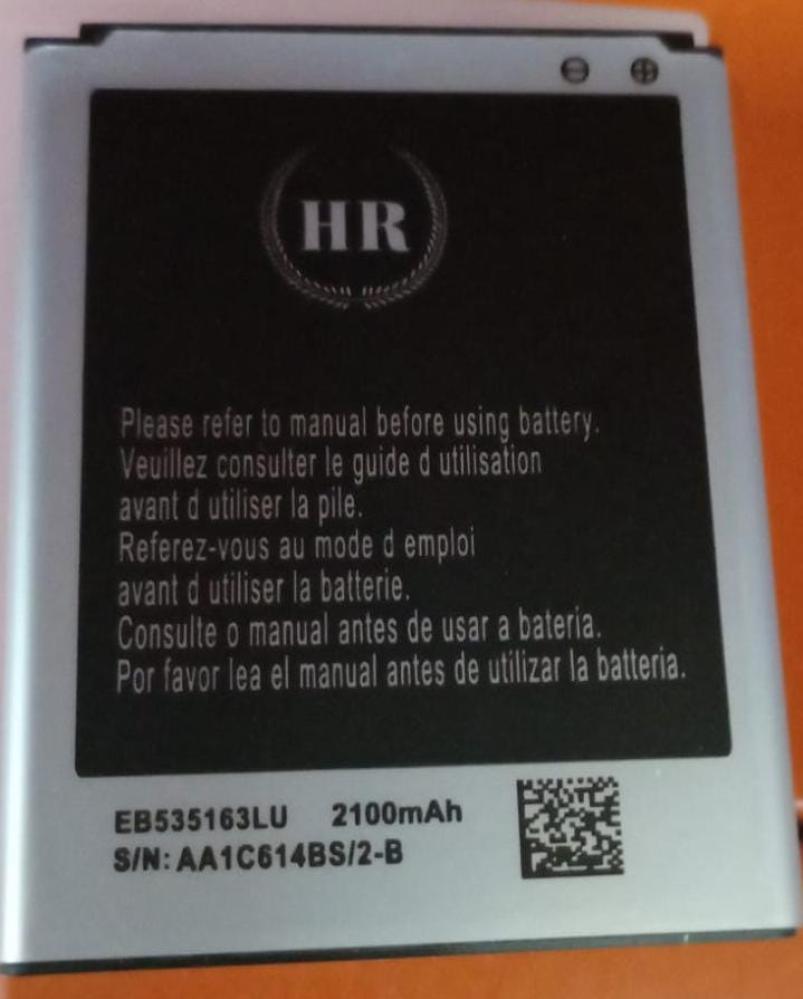 HR
Please refer to manual before using battery.
Veuillez consulter le guide d utilisation
avant d utiliser la pile.
Referez-vous au mode d emploi
avant d utiliser la batterie.
Consulte o manual antes de usar a bateria.
Por favor lea el manual antes de utilizar la batteria.
EB535163LU 2100mAh
S/N: AA1C614BS/2-B